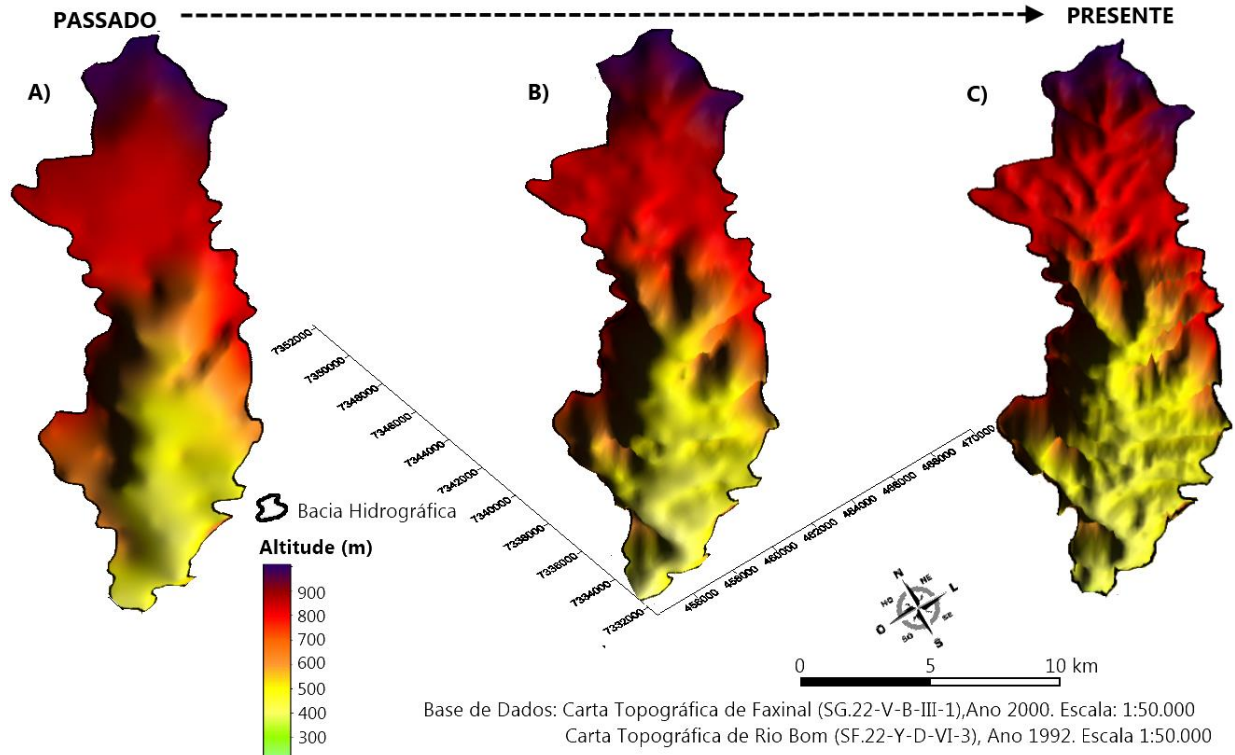 PASSADO
PRESENTE
A)
B)
C)
7352000
7350000
7348000
7346000
7344000
7342000
7340000
7338000
7336000
7334000
7332000
456000
458000
460000
462000
464000
466000
468000
470000
Bacia Hidrográfica
Altitude (m)
900
800
700
600
500
400
300
N
NE
L
SE
S
SO
O
NO
0 5 10 km
Base de Dados: Carta Topográfica de Faxinal (SG.22-V-B-III-1),Ano 2000. Escala: 1:50.000
Carta Topográfica de Rio Bom (SF.22-Y-D-VI-3), Ano 1992. Escala 1:50.000